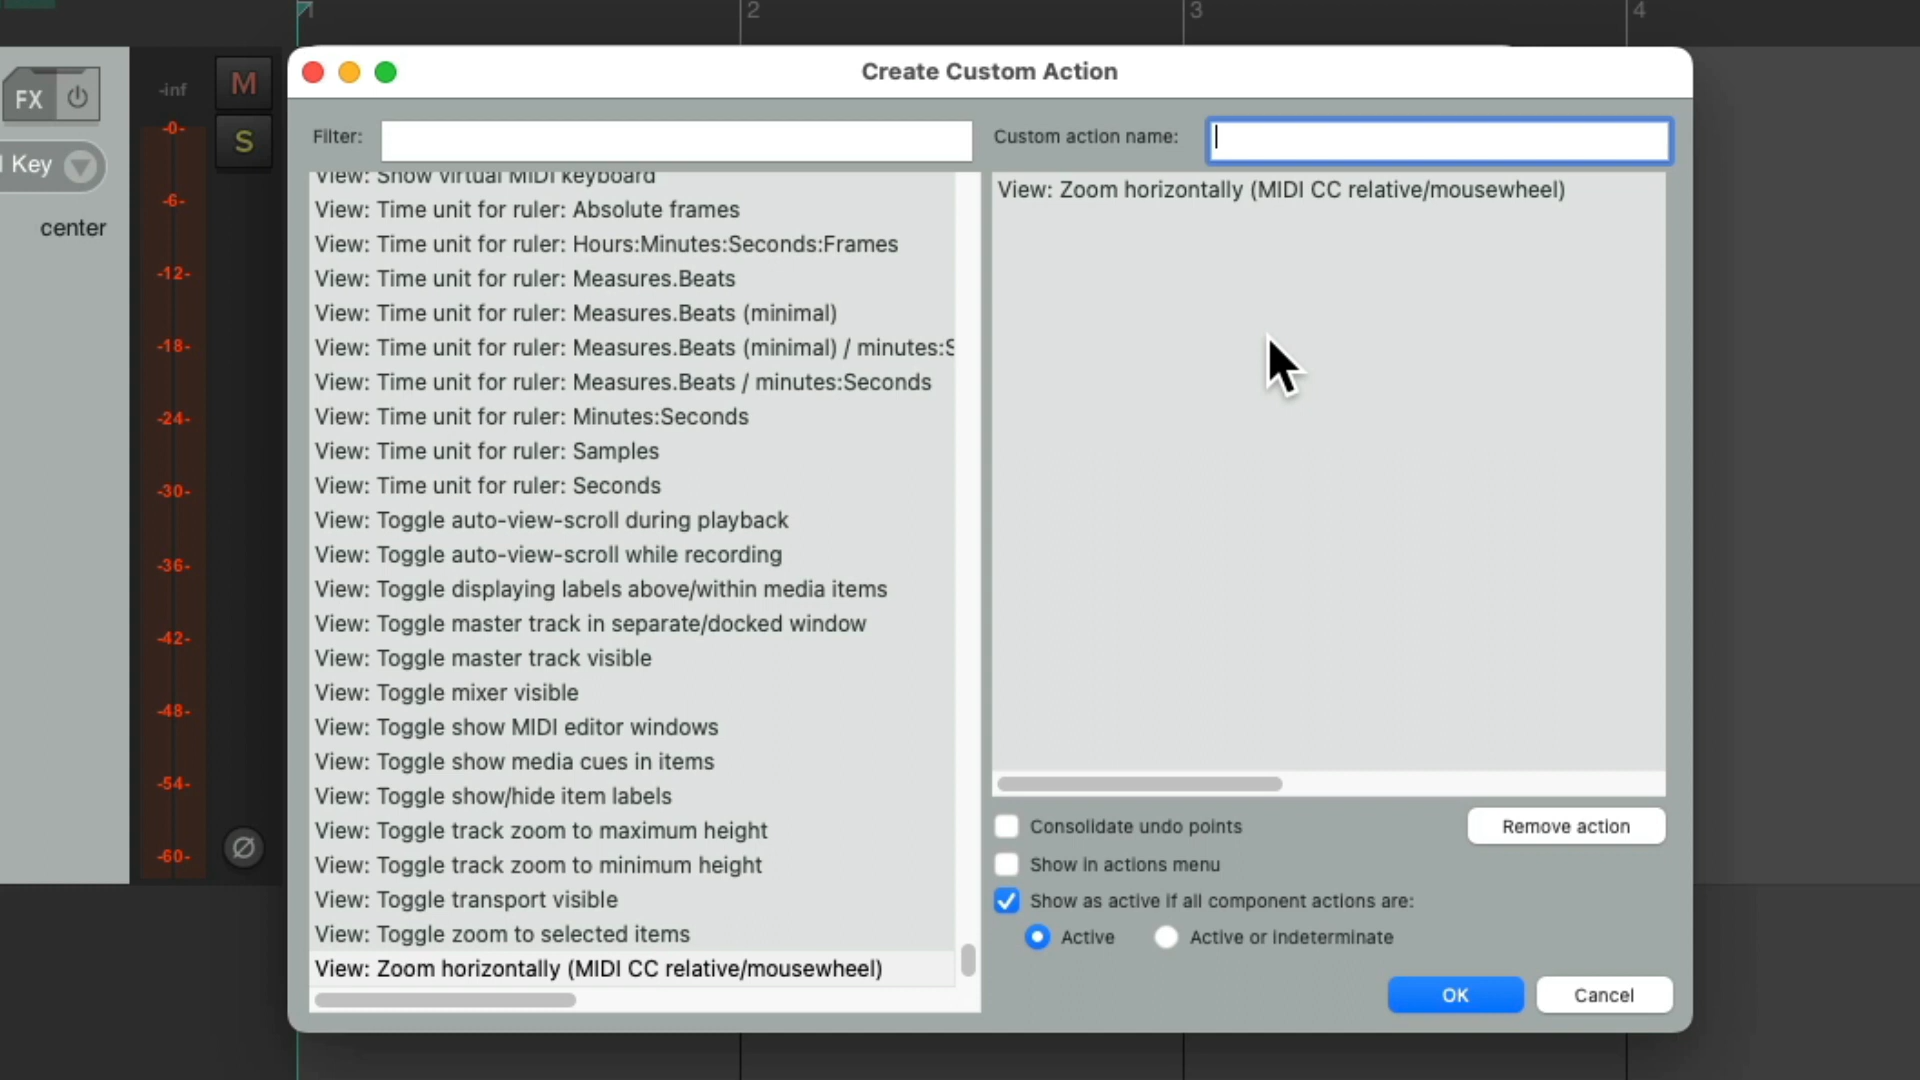 1
2
3
4
Create Custom Action
FX
-inf
M
S
Key
center
-0-
-6-
-12-
-18-
-24-
-30-
-36-
-42-
-48-
-54-
-60-
Filter:
Custom action name:
View: Show virtual MIDI keyboard
View: Time unit for ruler: Absolute frames
View: Time unit for ruler: Hours:Minutes:Seconds:Frames
View: Time unit for ruler: Measures.Beats
View: Time unit for ruler: Measures.Beats (minimal)
View: Time unit for ruler: Measures.Beats (minimal) / minutes:S
View: Time unit for ruler: Measures.Beats / minutes:Seconds
View: Time unit for ruler: Minutes:Seconds
View: Time unit for ruler: Samples
View: Time unit for ruler: Seconds
View: Toggle auto-view-scroll during playback
View: Toggle auto-view-scroll while recording
View: Toggle displaying labels above/within media items
View: Toggle master track in separate/docked window
View: Toggle master track visible
View: Toggle mixer visible
View: Toggle show MIDI editor windows
View: Toggle show media cues in items
View: Toggle show/hide item labels
View: Toggle track zoom to maximum height
View: Toggle track zoom to minimum height
View: Toggle transport visible
View: Toggle zoom to selected items
View: Zoom horizontally (MIDI CC relative/mousewheel)
View: Zoom horizontally (MIDI CC relative/mousewheel)
Consolidate undo points
Remove action
Show in actions menu
Show as active if all component actions are:
Active
Active or indeterminate
OK
Cancel